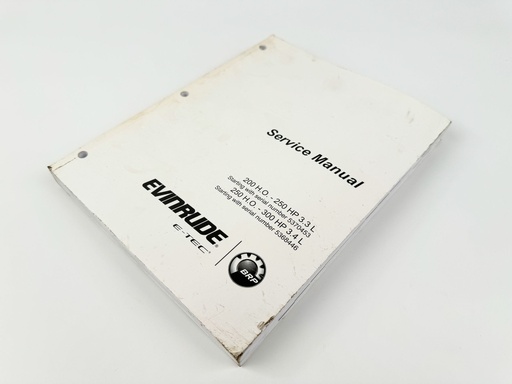 Service Manual
200 H.O. - 250 HP 3.3 L
Starting with serial number 5370453
250 H.O. - 300 HP 3.4 L
Starting with serial number 5368446
EVINRUDE
E-TEC
BRP